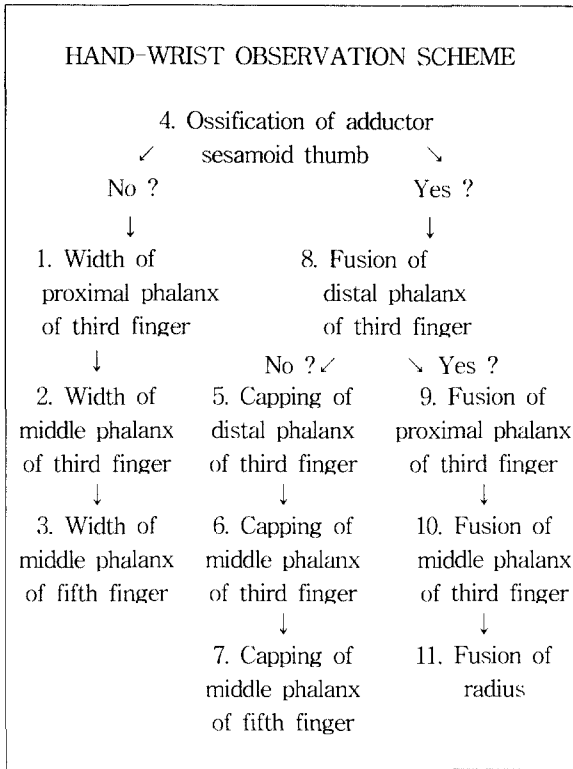 HAND-WRIST OBSERVATION SCHEME
4. Ossification of adductor
↙ sesamoid thumb ↘
No ? Yes ?
↓ ↓
1. Width of 8. Fusion of
proximal phalanx distal phalanx
of third finger of third finger
↓ No ?↙ ↘ Yes ?
2. Width of 5. Capping of 9. Fusion of
middle phalanx distal phalanx proximal phalanx
of third finger of third finger of third finger
↓ ↓ ↓
3. Width of 6. Capping of 10. Fusion of
middle phalanx middle phalanx middle phalanx
of fifth finger of third finger of third finger
↓ ↓
7. Capping of 11. Fusion of
middle phalanx radius
of fifth finger